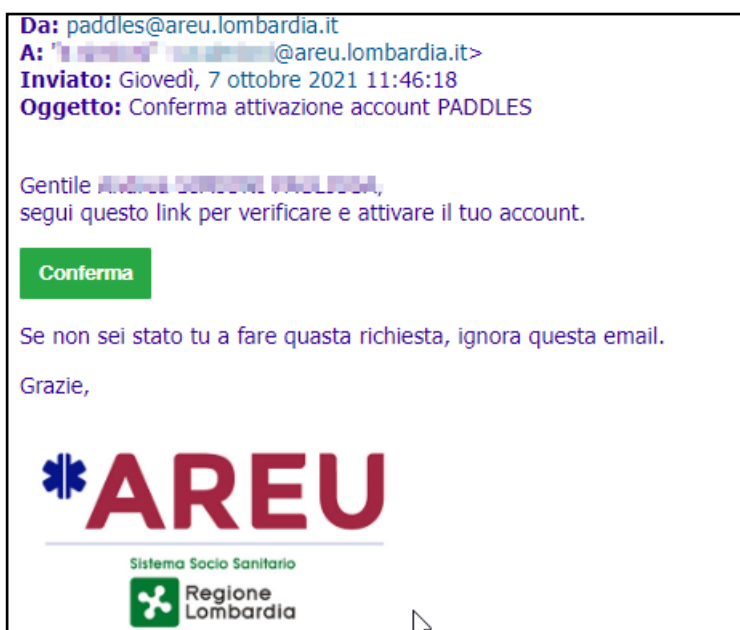 Da: paddles@areu.lombardia.it
A: @areu.lombardia.it>
Inviato: Giovedì, 7 ottobre 2021 11:46:18
Oggetto: Conferma attivazione account PADDLES
Gentile
segui questo link per verificare e attivare il tuo account.
Conferma
Se non sei stato tu a fare quasta richiesta, ignora questa email.
Grazie,
*AREU
Sistema Socio Sanitario
Regione
Lombardia